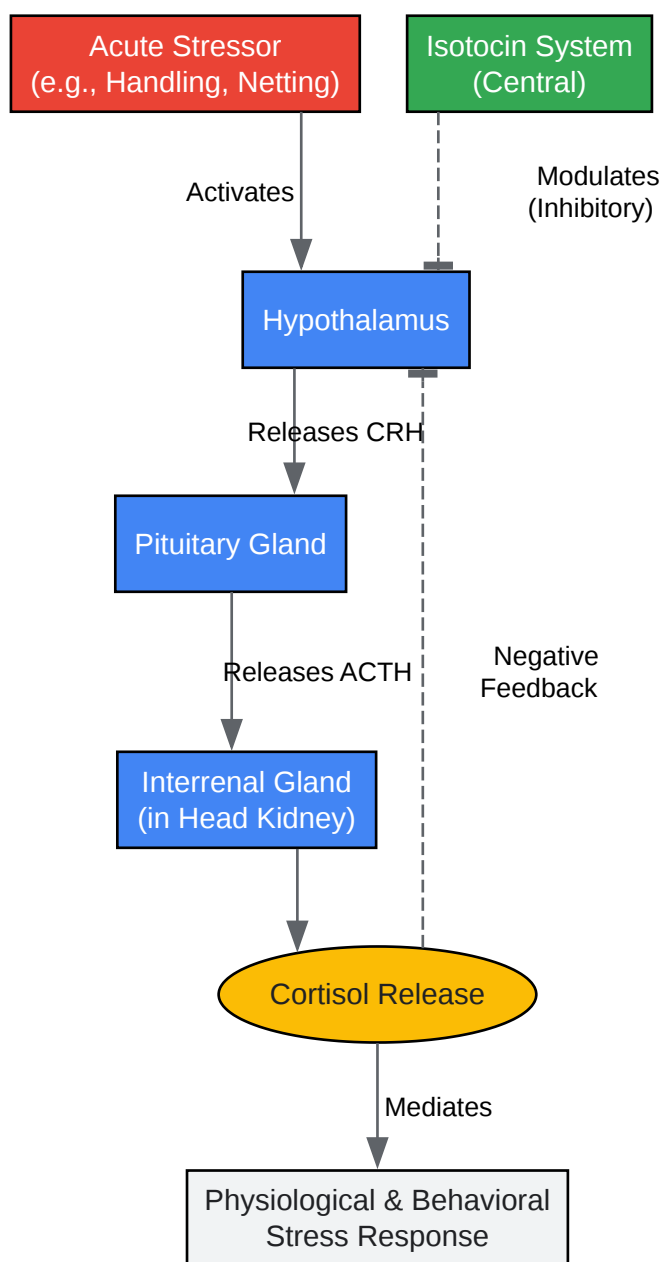 Acute Stressor
(e.g., Handling, Netting)
Isotocin System
(Central)
Activates
Modulates
(Inhibitory)
Hypothalamus
Releases CRH
Pituitary Gland
Releases ACTH
Negative
Feedback
Interrenal Gland
(in Head Kidney)
Cortisol Release
Mediates
Physiological & Behavioral
Stress Response